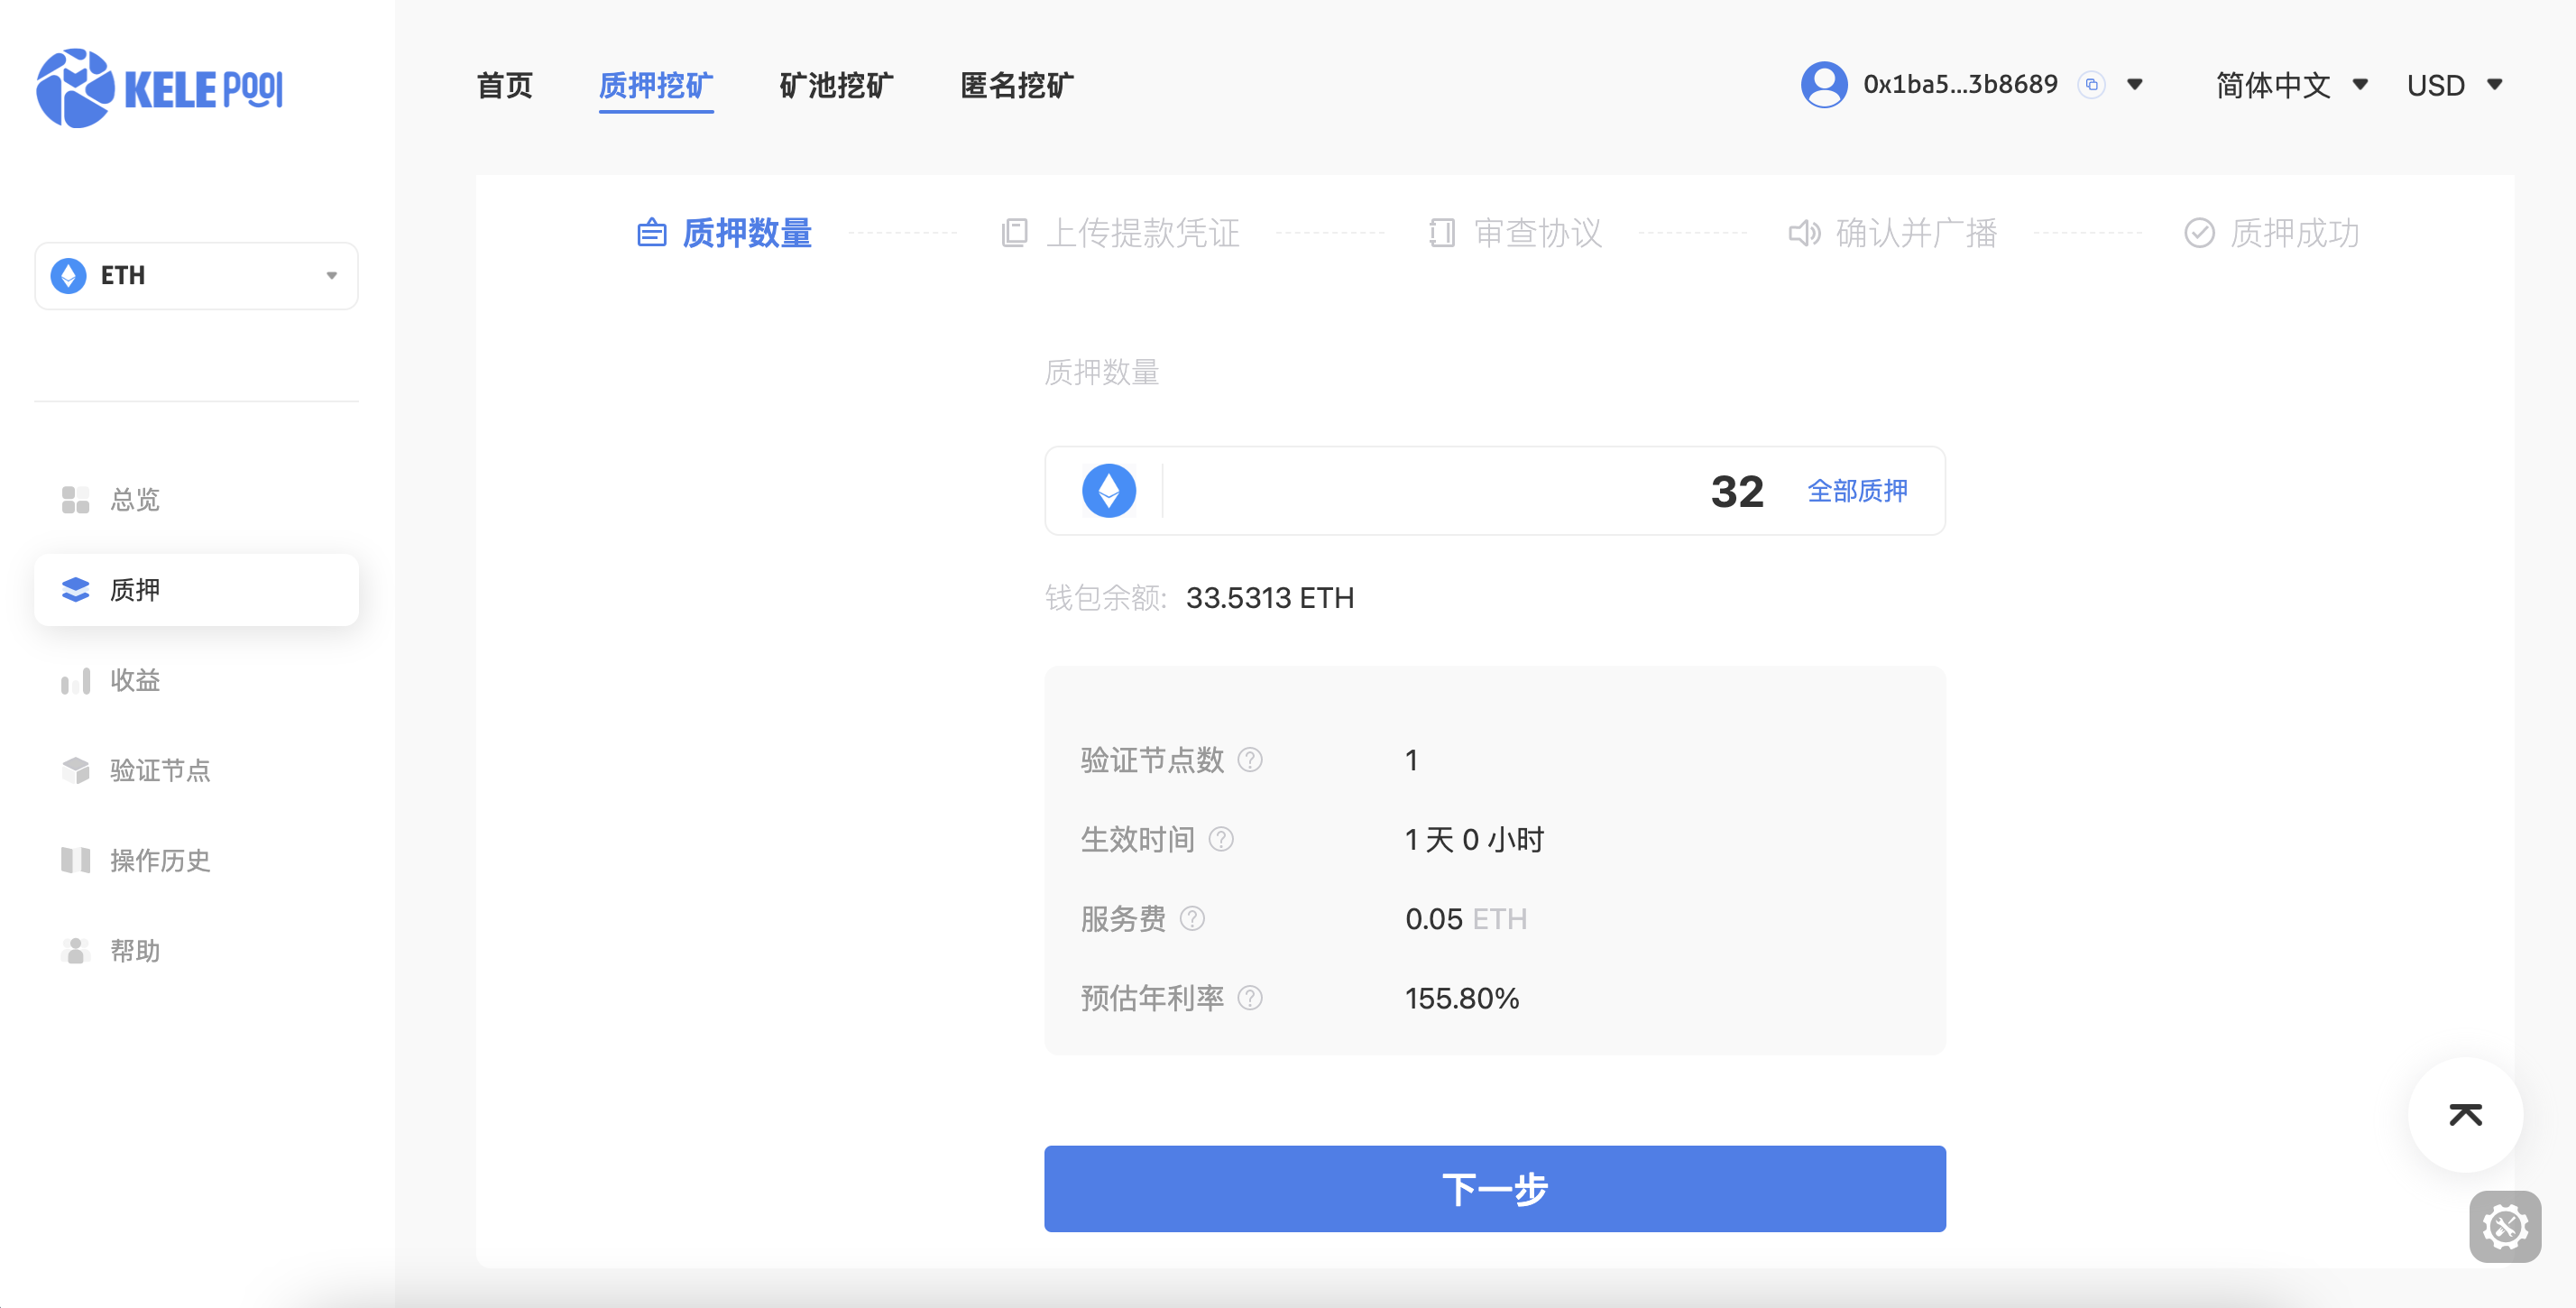 KELE POOL
首页 质押挖矿 矿池挖矿 匿名挖矿 0x1ba5...3b8689 简体中文 USD
质押数量 上传提款凭证 审查协议 确认并广播 质押成功
ETH
总览
质押
收益
验证节点
操作历史
帮助
质押数量
32 全部质押
钱包余额: 33.5313 ETH
验证节点数 ? 1
生效时间 ? 1 天 0 小时
服务费 ? 0.05 ETH
预估年利率 ? 155.80%
下一步